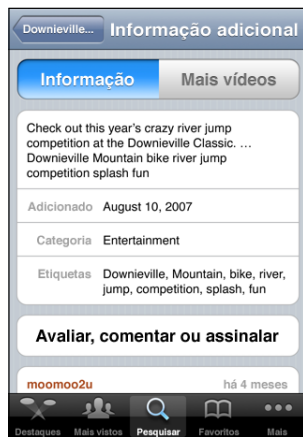 Downieville... Informação adicional
Informação Mais vídeos
Check out this year's crazy river jump
competition at the Downieville Classic. ...
Downieville Mountain bike river jump
competition splash fun
Adicionado August 10, 2007
Categoria Entertainment
Etiquetas Downieville, Mountain, bike, river,
jump, competition, splash, fun
Avaliar, comentar ou assinalar
moomoo2u há 4 meses
Destaques Mais vistos Pesquisar Favoritos Mais